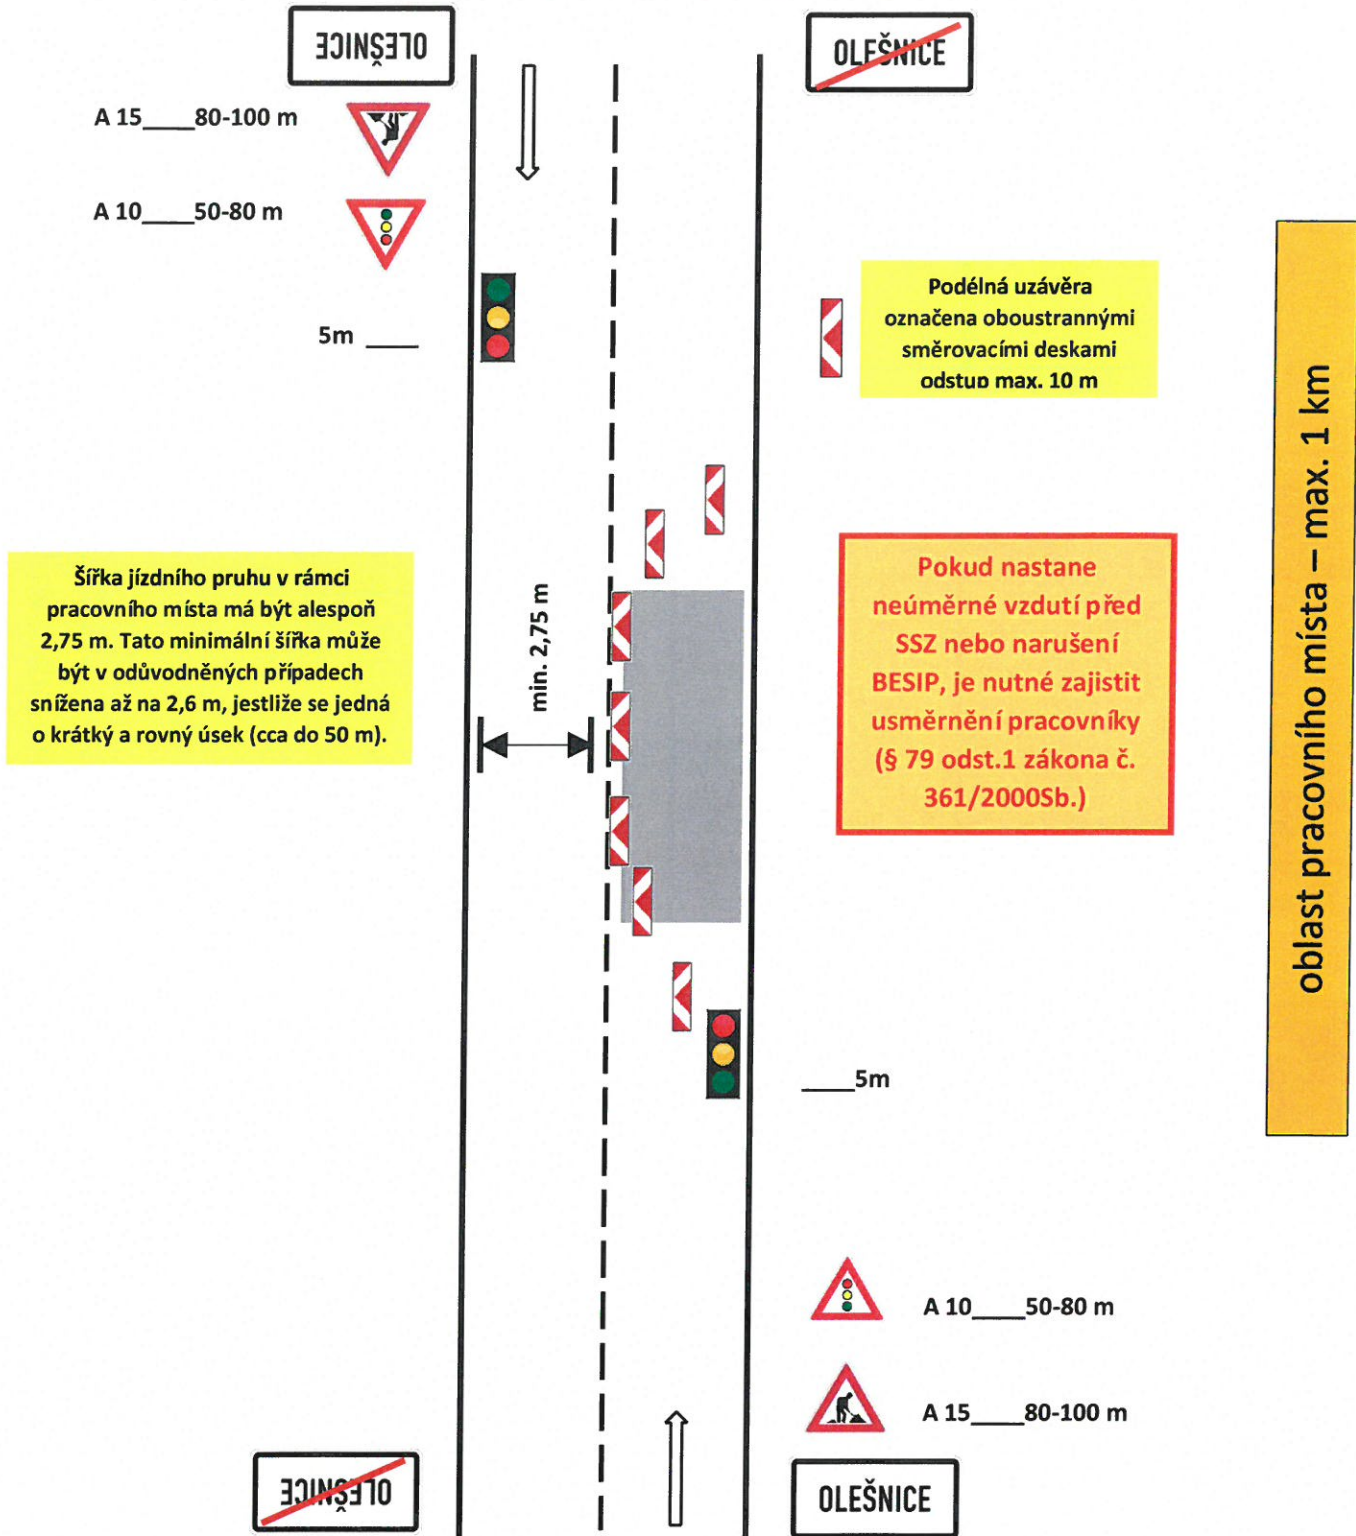 OLEŠNICE
OLEŠNICE
A 15____80-100 m
A 10____50-80 m
5m ____
Podélná uzávěra
označena oboustrannými
směrovacími deskami
odstup max. 10 m
Šířka jízdního pruhu v rámci
pracovního místa má být alespoň
2,75 m. Tato minimální šířka může
být v odůvodněných případech
snížena až na 2,6 m, jestliže se jedná
o krátký a rovný úsek (cca do 50 m).
min. 2,75 m
Pokud nastane
neúměrné vzdutí před
SSZ nebo narušení
BESIP, je nutné zajistit
usměrnění pracovníky
(§ 79 odst.1 zákona č.
361/2000Sb.)
oblast pracovního místa – max. 1 km
____5m
A 10____50-80 m
A 15____80-100 m
OLEŠNICE
OLEŠNICE